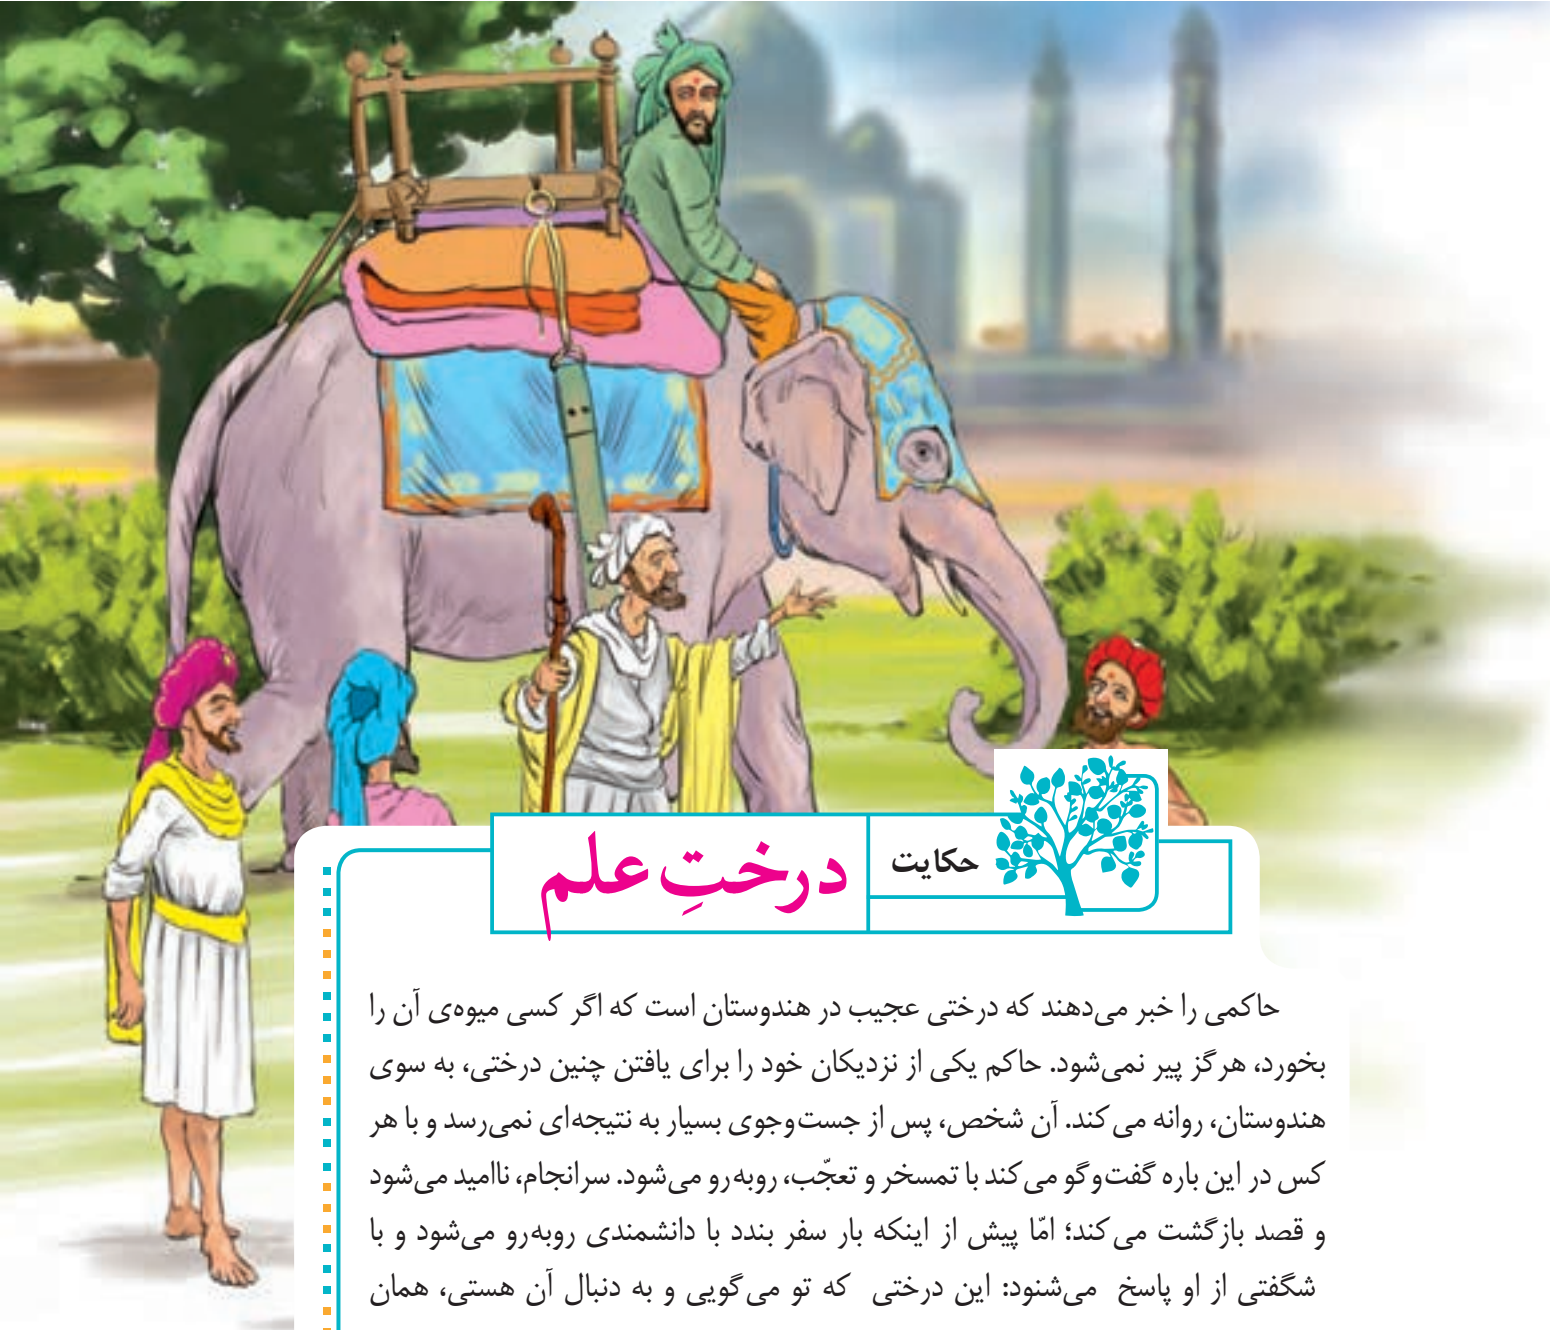 حکایت
درختِ علم
حاکمی را خبر می‌دهند که درختی عجیب در هندوستان است که اگر کسی میوه‌ی آن را
بخورد، هرگز پیر نمی‌شود. حاکم یکی از نزدیکان خود را برای یافتن چنین درختی، به سوی
هندوستان، روانه می‌کند. آن شخص، پس از جست‌وجوی بسیار به نتیجه‌ای نمی‌رسد و با هر
کس در این باره گفت‌وگو می‌کند با تمسخر و تعجّب، روبه‌رو می‌شود. سرانجام، ناامید می‌شود
و قصد بازگشت می‌کند؛ امّا پیش از اینکه بار سفر بندد با دانشمندی روبه‌رو می‌شود و با
شگفتی از او پاسخ می‌شنود: این درختی که تو می‌گویی و به دنبال آن هستی، همان